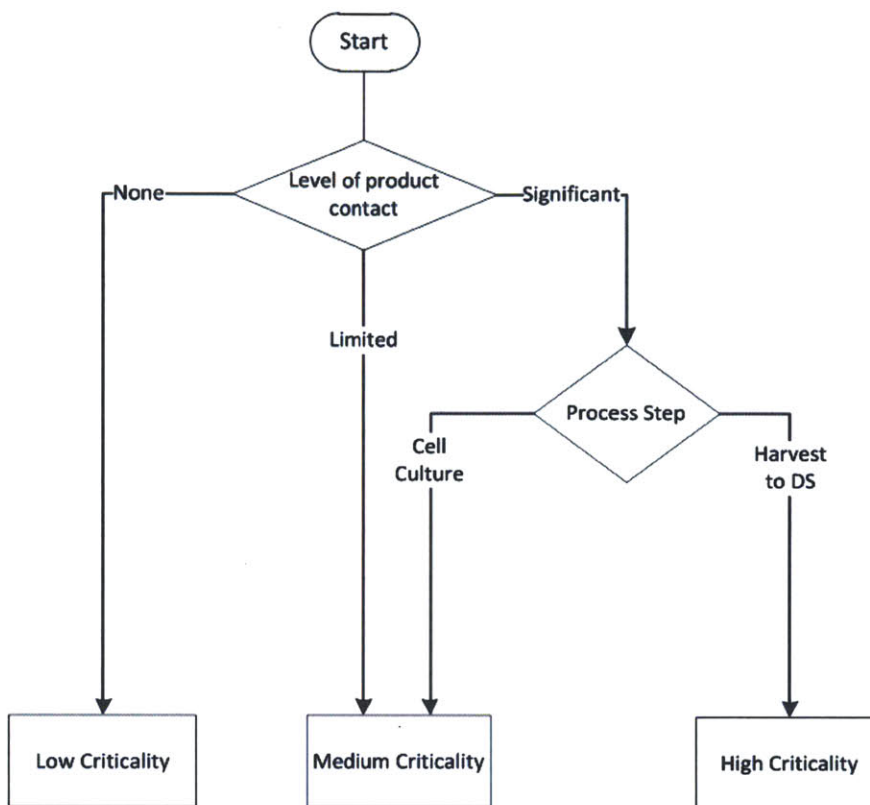 Start
Level of product
contact
None
Significant
Limited
Process Step
Cell
Culture
Harvest
to DS
Low Criticality
Medium Criticality
High Criticality